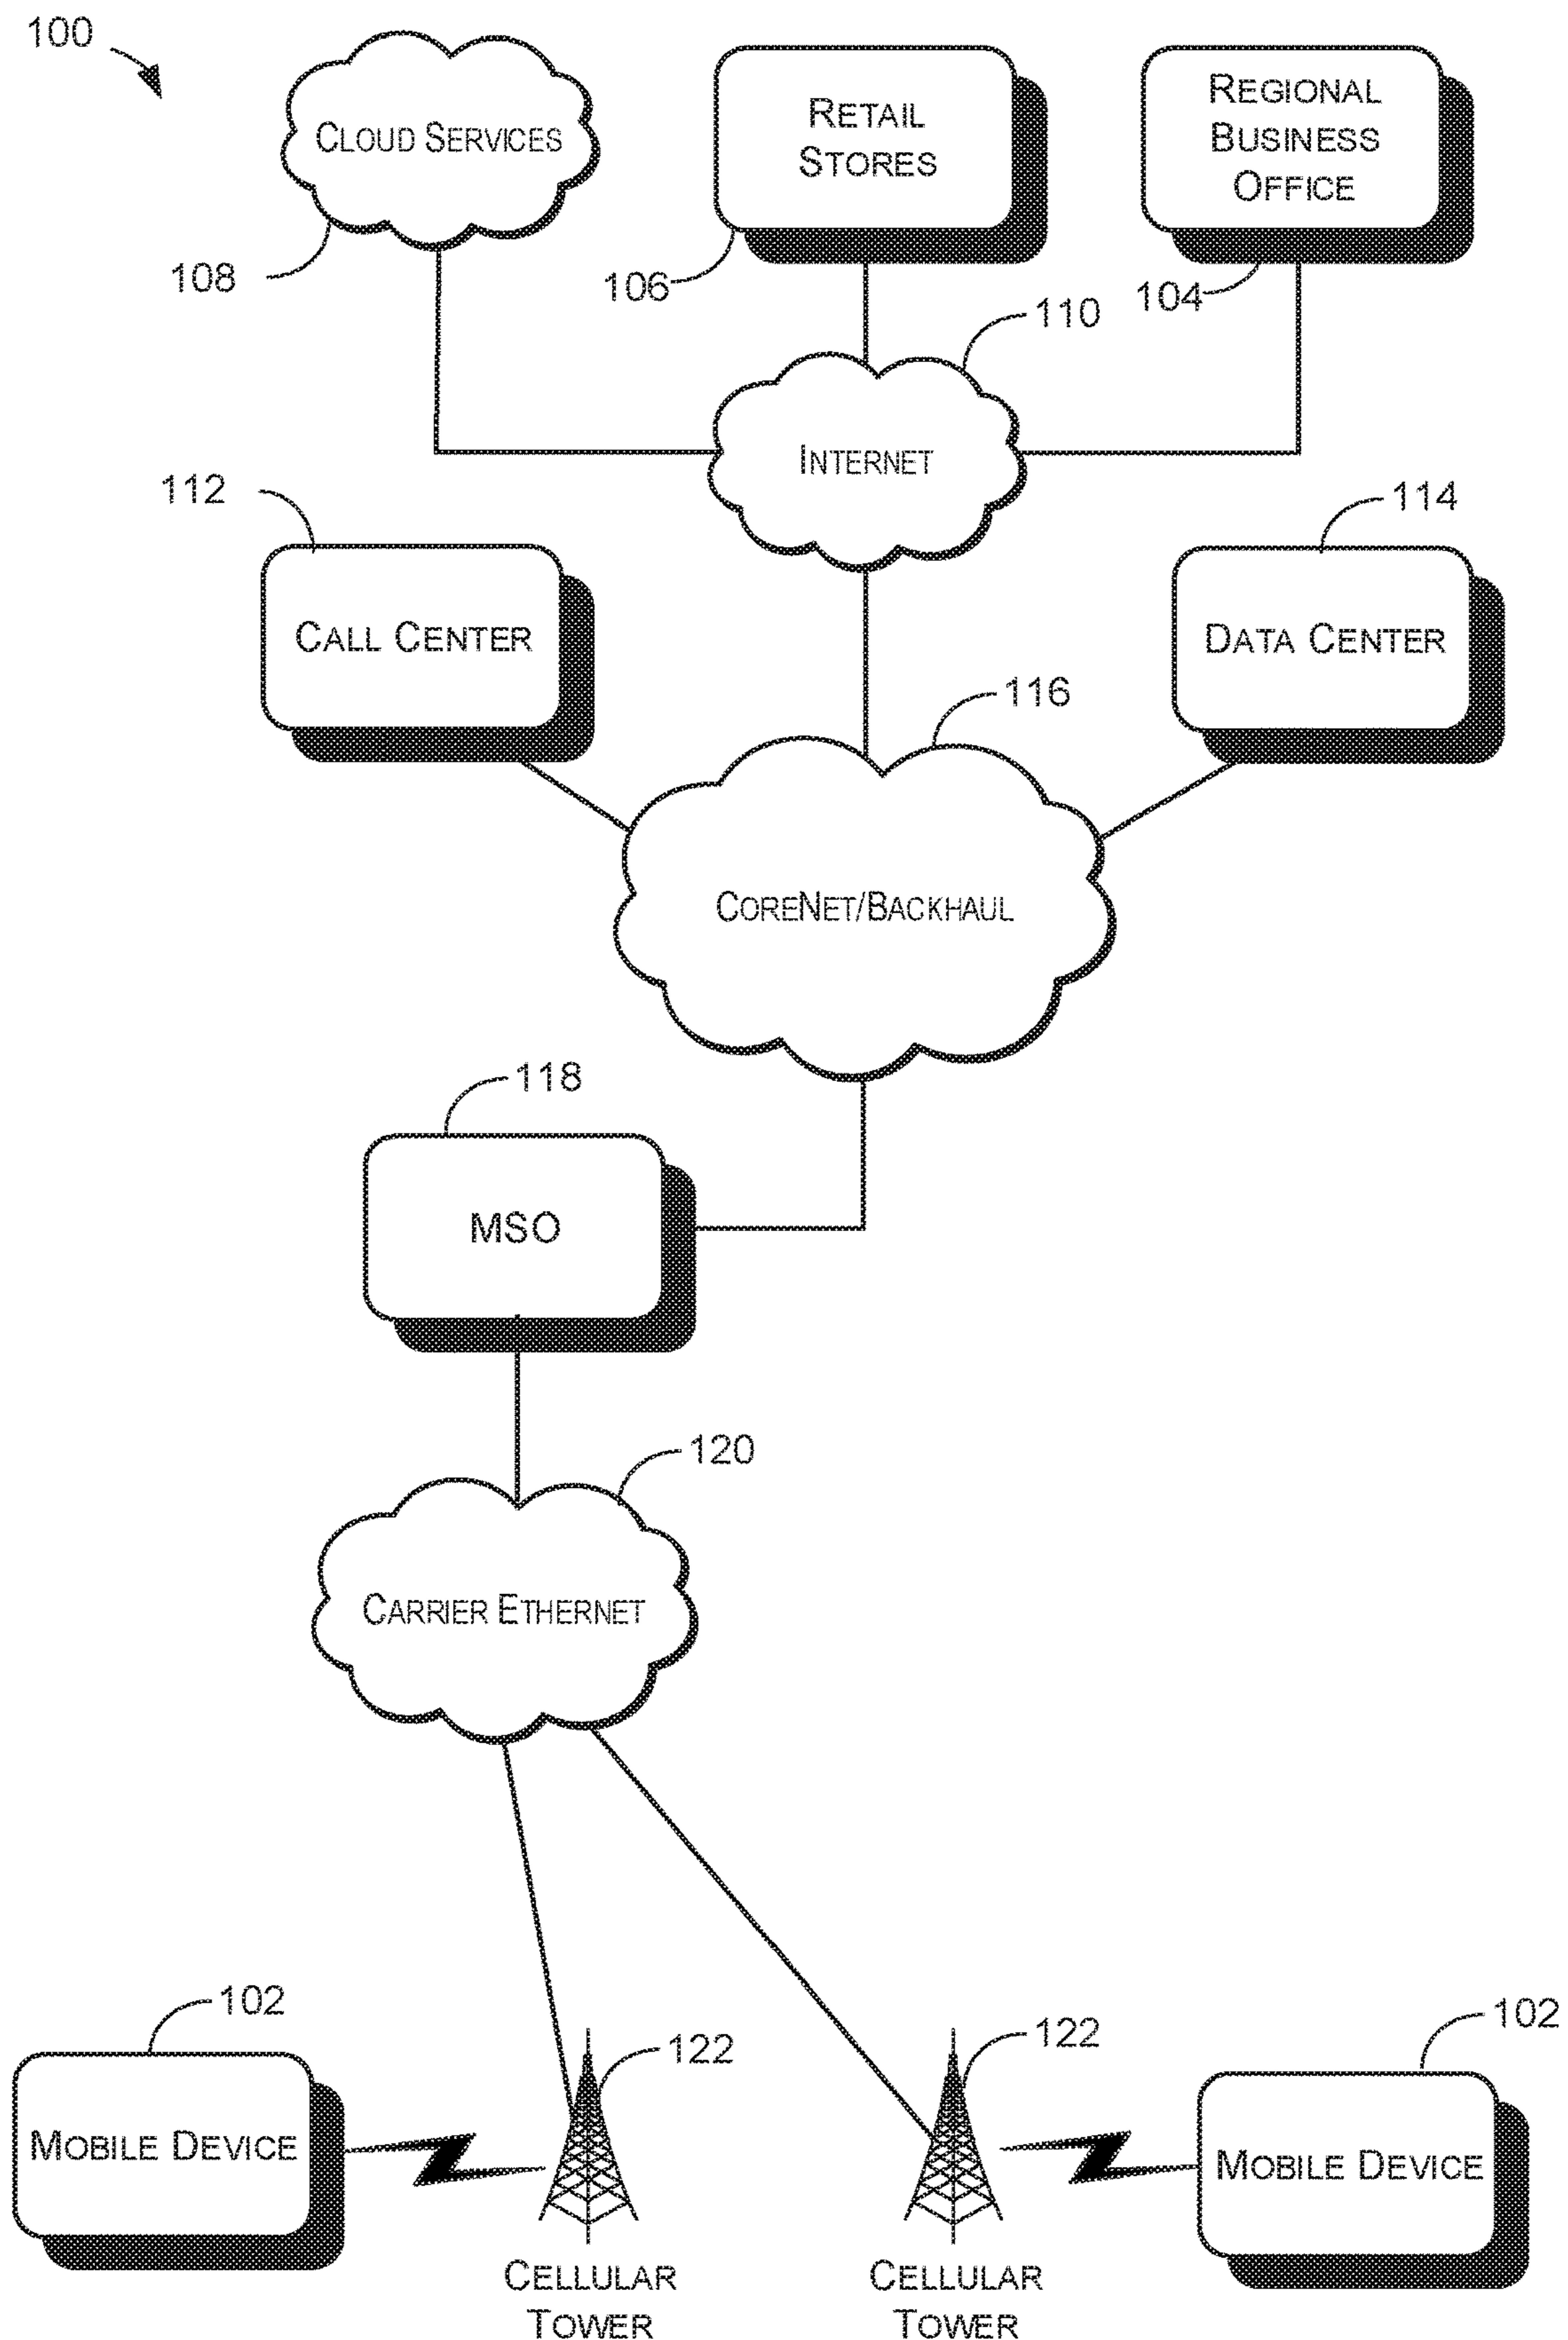 100
CLOUD SERVICES
RETAIL
STORES
REGIONAL
BUSINESS
OFFICE
108
106
104
110
INTERNET
112
114
CALL CENTER
DATA CENTER
116
CORENET/BACKHAUL
118
MSO
120
CARRIER ETHERNET
102
122
122
102
MOBILE DEVICE
MOBILE DEVICE
CELLULAR
TOWER
CELLULAR
TOWER